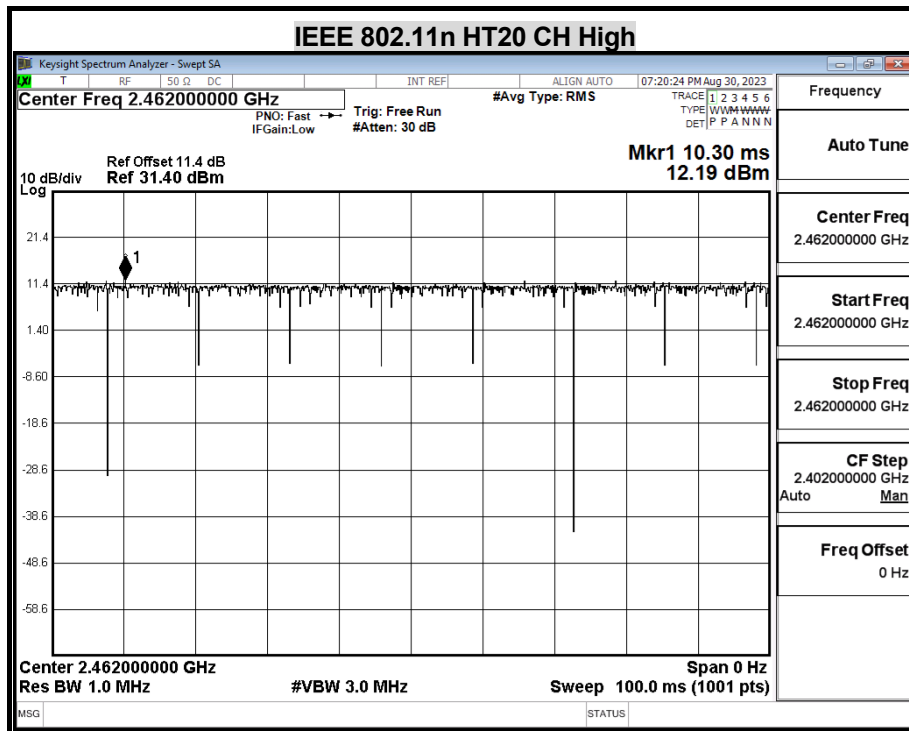 IEEE 802.11n HT20 CH High
Keysight Spectrum Analyzer - Swept SA
LXI T RF 50 Ω DC INT REF ALIGN AUTO 07:20:24 PM Aug 30, 2023
Center Freq 2.462000000 GHz
PNO: Fast
IFGain:Low
Trig: Free Run
#Atten: 30 dB
#Avg Type: RMS
TRACE 1 2 3 4 5 6
TYPE WWMWWWW
DET P P A N N N
Mkr1 10.30 ms
12.19 dBm
Ref Offset 11.4 dB
10 dB/div Ref 31.40 dBm
Log
21.4
1
11.4
1.40
-8.60
-18.6
-28.6
-38.6
-48.6
-58.6
Center 2.462000000 GHz Span 0 Hz
Res BW 1.0 MHz #VBW 3.0 MHz Sweep 100.0 ms (1001 pts)
MSG STATUS
Frequency
Auto Tune
Center Freq
2.462000000 GHz
Start Freq
2.462000000 GHz
Stop Freq
2.462000000 GHz
CF Step
2.402000000 GHz
Auto Man
Freq Offset
0 Hz